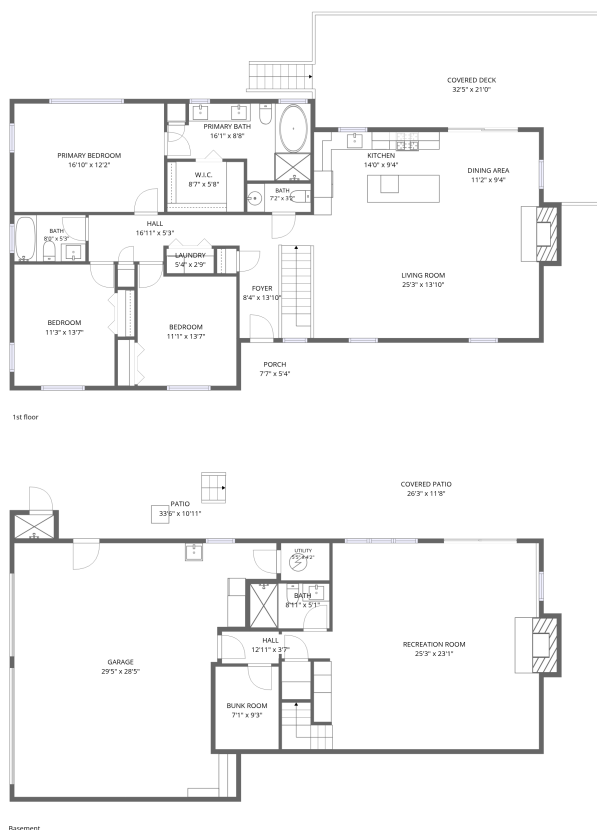 COVERED DECK
32'5" x 21'0"
PRIMARY BATH
16'1" x 8'8"
PRIMARY BEDROOM
16'10" x 12'2"
KITCHEN
14'0" x 9'4"
DINING AREA
11'2" x 9'4"
W.I.C.
8'7" x 5'8"
BATH
7'2" x 3'2"
HALL
16'11" x 5'3"
BATH
8'0" x 5'3"
LAUNDRY
5'4" x 2'9"
LIVING ROOM
25'3" x 13'10"
FOYER
8'4" x 13'10"
BEDROOM
11'3" x 13'7"
BEDROOM
11'1" x 13'7"
PORCH
7'7" x 5'4"
1st floor
COVERED PATIO
26'3" x 11'8"
PATIO
33'6" x 10'11"
UTILITY
BATH
8'11" x 5'1"
HALL
12'11" x 3'7"
RECREATION ROOM
25'3" x 23'1"
GARAGE
29'5" x 28'5"
BUNK ROOM
7'1" x 9'3"
Basement